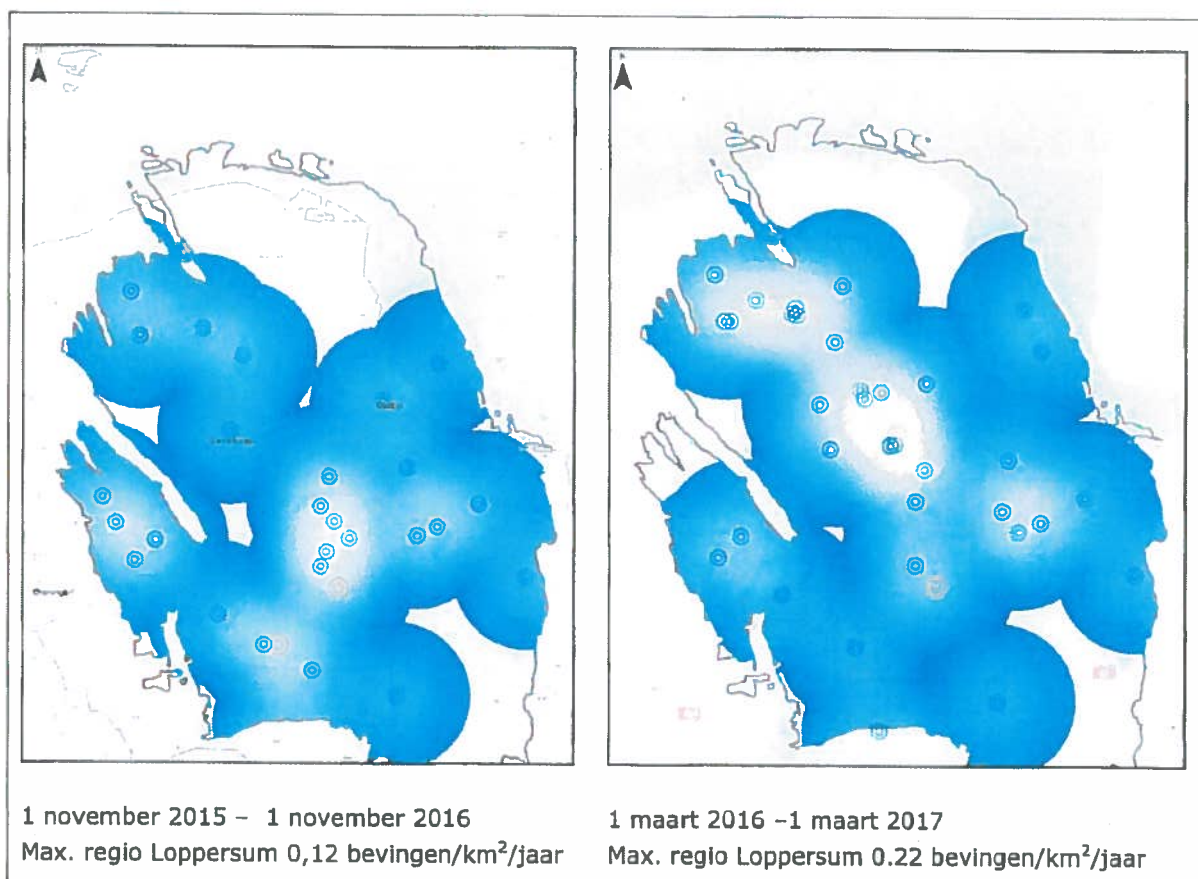 1 november 2015 – 1 november 2016
Max. regio Loppersum 0,12 bevingen/km²/jaar
1 maart 2016 –1 maart 2017
Max. regio Loppersum 0.22 bevingen/km²/jaar